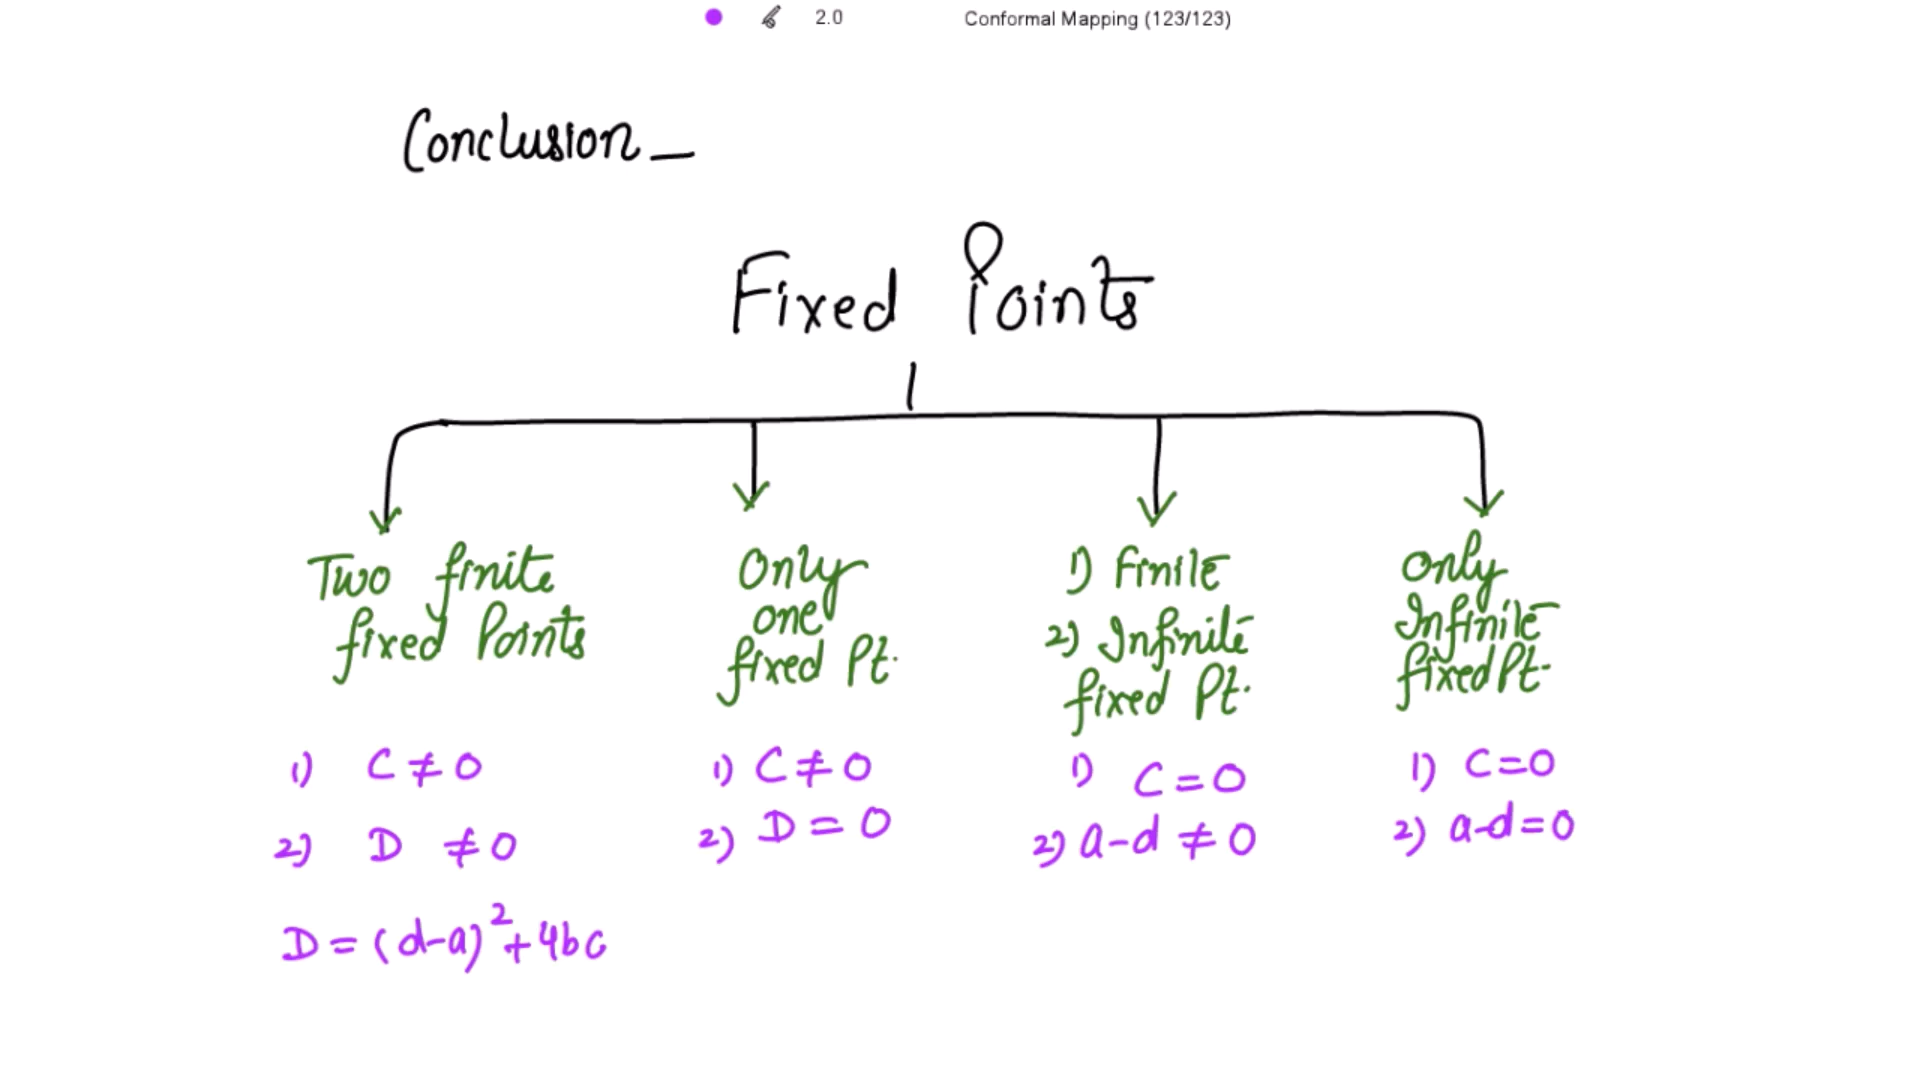 2.0 Conformal Mapping (123/123)
Conclusion_
Fixed Points
Two finite
fixed Points
1) C ≠ 0
2) D ≠ 0
D = (d-a)²+4bc
Only
one
fixed Pt.
1) C ≠ 0
2) D = 0
1) finite
2) Infinite
fixed Pt.
1) C = 0
2) a-d ≠ 0
Only
Infinite
fixed Pt.
1) C=0
2) a-d=0